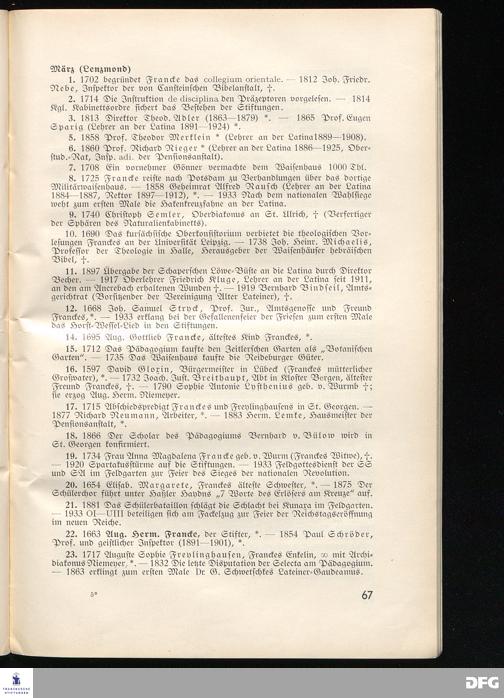 März (Lenzmond)
1. 1702 begründet Francke das collegium orientale. — 1812 Joh. Friedr.
Nebe, Inspektor der von Cansteinschen Bibelanstalt, †.
2. 1714 Die Instruktion de disciplina den Präzeptoren vorgelesen. — 1814
Kgl. Kabinettsordre sichert das Bestehen der Stiftungen.
3. 1813 Direktor Theod. Adler (1863—1879) *. — 1865 Prof. Eugen
Sparig (Lehrer an der Latina 1891—1924) *.
5. 1858 Prof. Theodor Merklein * (Lehrer an der Latina 1889—1908).
6. 1860 Prof. Richard Rieger * (Lehrer an der Latina 1886—1925, Ober-
stud.-Rat, Insp. adi. der Pensionsanstalt).
7. 1708 Ein vornehmer Gönner vermachte dem Waisenhaus 1000 Thl.
8. 1725 Francke reiste nach Potsdam zu Verhandlungen über das dortige
Militärwaisenhaus. — 1858 Geheimrat Alfred Rausch (Lehrer an der Latina
1884—1887, Rektor 1897—1912), *. — 1933 Nach dem nationalen Wahlsiege
weht zum ersten Male die Hakenkreuzfahne an der Latina.
9. 1740 Christoph Semler, Oberdiakonus an St. Ullrich, † (Verfertiger
der Sphären des Naturalienkabinetts).
10. 1690 Das kursächsische Oberkonsistorium verbietet die theologischen Vor-
lesungen Franckes an der Universität Leipzig. — 1738 Joh. Heinr. Michaelis,
Professor der Theologie in Halle, Herausgeber der Waisenhäuser hebräischen
Bibel, †.
11. 1897 Übergabe der Schaperschen Löwe-Büste an die Latina durch Direktor
Becher. — 1917 Oberlehrer Friedrich Kluge, Lehrer an der Latina seit 1911,
an den am Ancrebach erhaltenen Wunden †. — 1919 Bernhard Bindseil, Amts-
gerichtrat (Vorsitzender der Vereinigung Alter Lateiner), †.
12. 1668 Joh. Samuel Stryck, Prof. Jur., Amtsgenosse und Freund
Franckes, *. — 1933 erklang bei der Gefallenenfeier der Friesen zum ersten Male
das Horst-Wessel-Lied in den Stiftungen.
14. 1695 Aug. Gottlieb Francke, ältestes Kind Franckes, *.
15. 1712 Das Pädagogium kaufte den Zeitlerschen Garten als „Botanischen
Garten“. — 1735 Das Waisenhaus kaufte die Reideburger Güter.
16. 1597 David Gloxin, Bürgermeister in Lübeck (Franckes mütterlicher
Großvater), *. — 1732 Joach. Just. Breithaupt, Abt in Kloster Bergen, ältester
Freund Franckes, †. — 1790 Sophie Antonie Lysthenius geb. v. Wurmb †;
sie erzog Aug. Herm. Niemeyer.
17. 1715 Abschiedspredigt Franckes und Freylinghausens in St. Georgen. —
1877 Richard Neumann, Arbeiter, *. — 1883 Herm. Lemke, Hausmeister der
Pensionsanstalt, *.
18. 1866 Der Scholar des Pädagogiums Bernhard v. Bülow wird in
St. Georgen konfirmiert.
19. 1734 Frau Anna Magdalena Francke geb. v. Wurm (Franckes Witwe), †.
— 1920 Spartakusstürme auf die Stiftungen. — 1933 Feldgottesdienst der SS
und SA im Feldgarten zur Feier des Sieges der nationalen Revolution.
20. 1654 Elisab. Margarete, Franckes älteste Schwester, *. — 1875 Der
Schülerchor führt unter Haßler Haydns „7 Worte des Erlösers am Kreuze“ auf.
21. 1881 Das Schülerbataillon schlägt die Schlacht bei Kunaxa im Feldgarten.
— 1933 OI—UIII beteiligen sich am Fackelzug zur Feier der Reichstagseröffnung
im neuen Reiche.
22. 1663 Aug. Herm. Francke, der Stifter, *. — 1854 Paul Schröder,
Prof. und geistlicher Inspektor (1891—1901), *.
23. 1717 Auguste Sophie Freylinghausen, Franckes Enkelin, ∞ mit Archi-
diakonus Niemeyer, *. — 1832 Die letzte Disputation der Selecta am Pädagogium.
— 1863 erklingt zum ersten Male Dr. G. Schwetschkes Lateiner-Gaudeamus.
5*
67
FRANCKESCHE
STIFTUNGEN
DFG